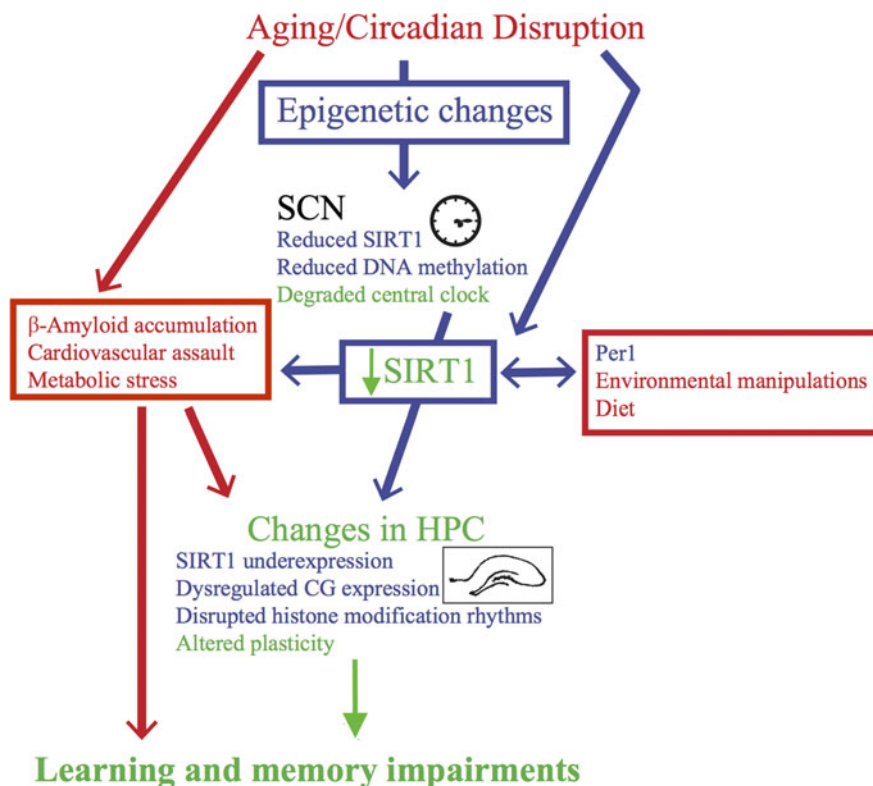 Aging/Circadian Disruption
Epigenetic changes
SCN
Reduced SIRT1
Reduced DNA methylation
Degraded central clock
β-Amyloid accumulation
Cardiovascular assault
Metabolic stress
↓SIRT1
Per1
Environmental manipulations
Diet
Changes in HPC
SIRT1 underexpression
Dysregulated CG expression
Disrupted histone modification rhythms
Altered plasticity
Learning and memory impairments